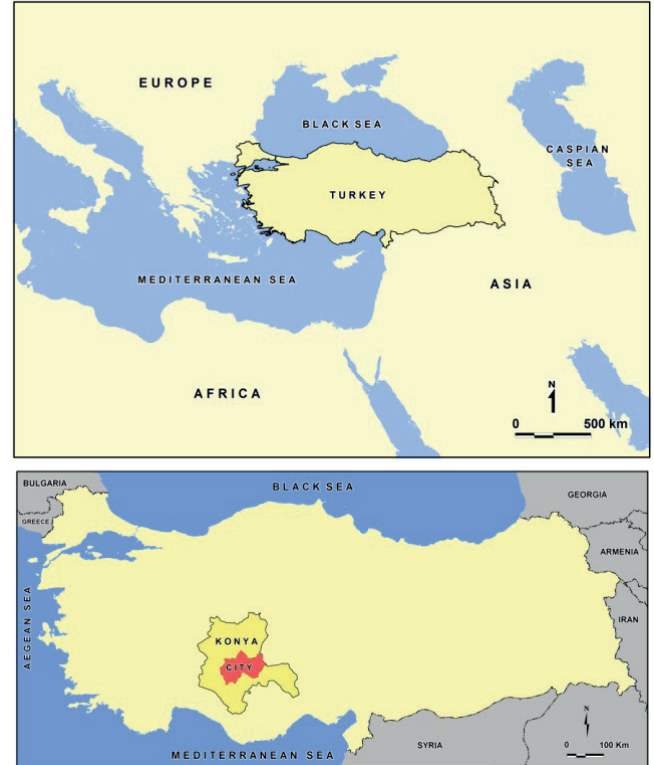 EUROPE
BLACK SEA
CASPIAN
SEA
TURKEY
MEDITERRANEAN SEA
ASIA
AFRICA
N
0 500 km
BULGARIA
BLACK SEA
GEORGIA
GREECE
ARMENIA
AEGEAN SEA
IRAN
KONYA
CITY
N
SYRIA
0 100 Km
MEDITERRANEAN SEA